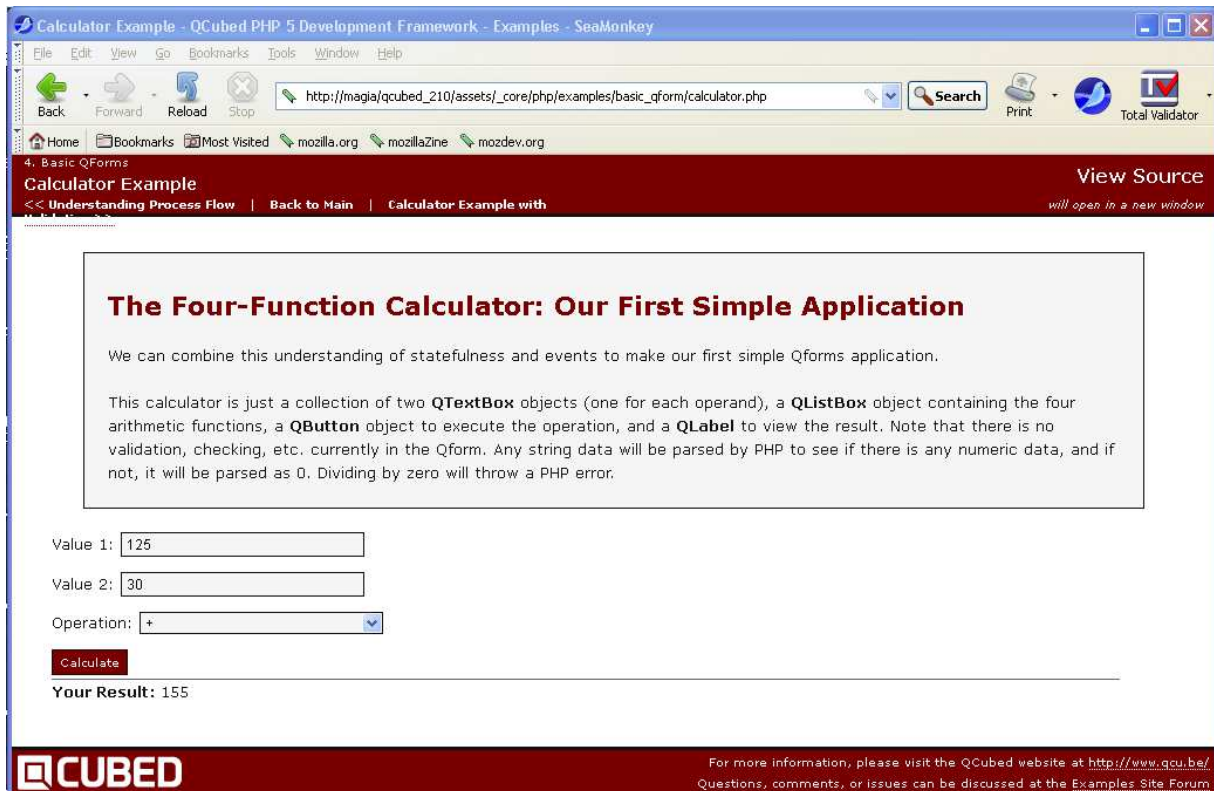 Calculator Example - QCubed PHP 5 Development Framework - Examples - SeaMonkey
File Edit View Go Bookmarks Tools Window Help
Back Forward Reload Stop http://magia/qcubed_210/assets/_core/php/examples/basic_qform/calculator.php Search Print Total Validator
Home Bookmarks Most Visited mozilla.org mozillaZine mozdev.org
4. Basic QForms
Calculator Example
View Source
<< Understanding Process Flow | Back to Main | Calculator Example with
will open in a new window
The Four-Function Calculator: Our First Simple Application
We can combine this understanding of statefulness and events to make our first simple Qforms application.
This calculator is just a collection of two QTextBox objects (one for each operand), a QListBox object containing the four
arithmetic functions, a QButton object to execute the operation, and a QLabel to view the result. Note that there is no
validation, checking, etc. currently in the Qform. Any string data will be parsed by PHP to see if there is any numeric data, and if
not, it will be parsed as 0. Dividing by zero will throw a PHP error.
Value 1: 125
Value 2: 30
Operation: +
Calculate
Your Result: 155
QCUBED
For more information, please visit the QCubed website at http://www.qcu.be/
Questions, comments, or issues can be discussed at the Examples Site Forum